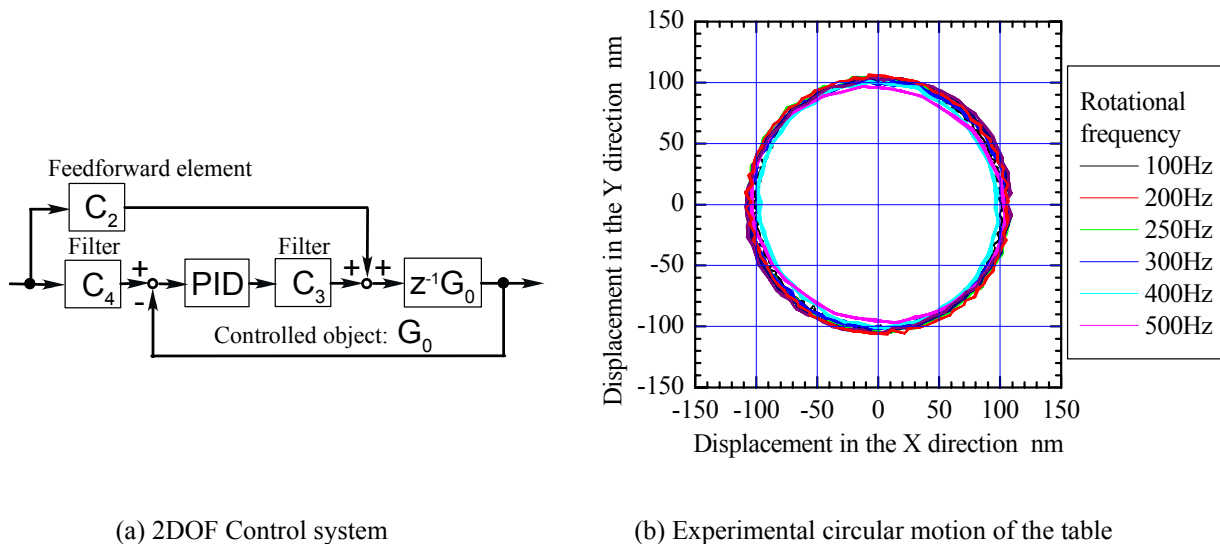 Feedforward element
C2
Filter
C4
+
-
PID
Filter
C3
+
+
z-1G0
Controlled object: G0
(a) 2DOF Control system
Displacement in the Y direction nm
150
100
50
0
-50
-100
-150
-150 -100 -50 0 50 100 150
Displacement in the X direction nm
Rotational
frequency
100Hz
200Hz
250Hz
300Hz
400Hz
500Hz
(b) Experimental circular motion of the table